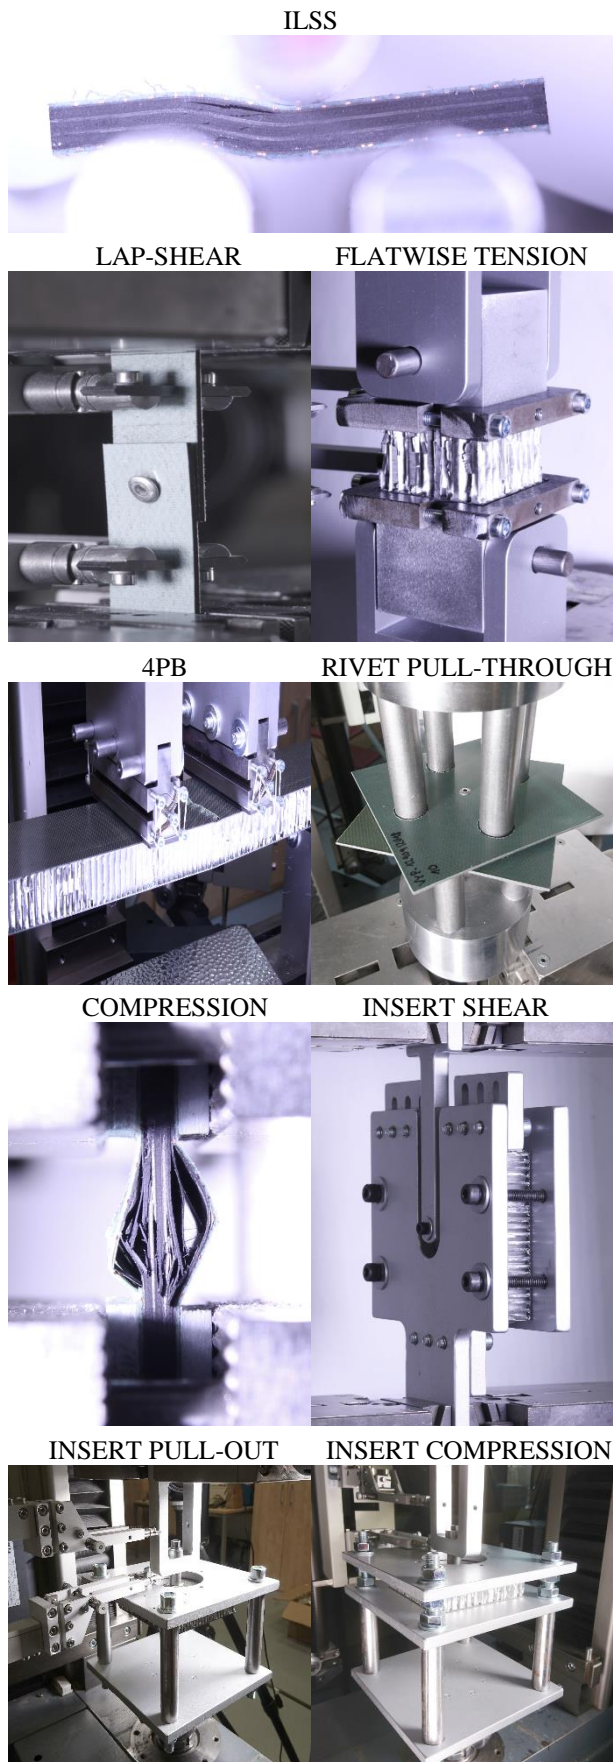 ILSS
LAP-SHEAR
FLATWISE TENSION
4PB
RIVET PULL-THROUGH
COMPRESSION
INSERT SHEAR
INSERT PULL-OUT
INSERT COMPRESSION